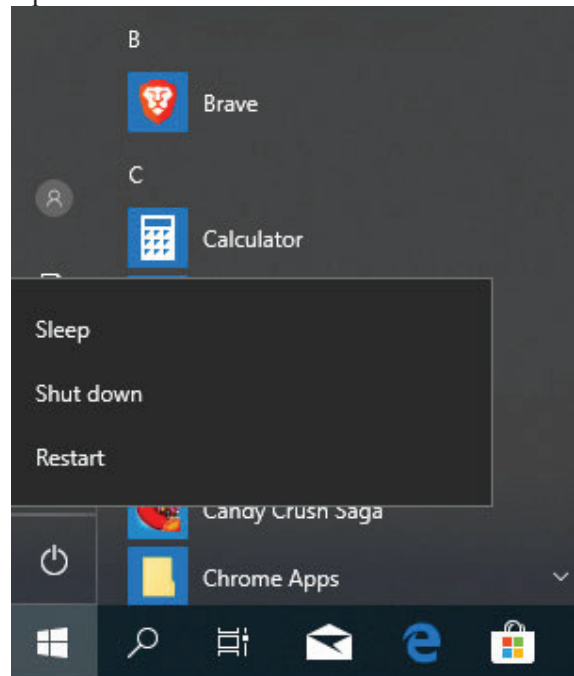 B
Brave
C
Calculator
Sleep
Shut down
Restart
Candy Crush Saga
Chrome Apps